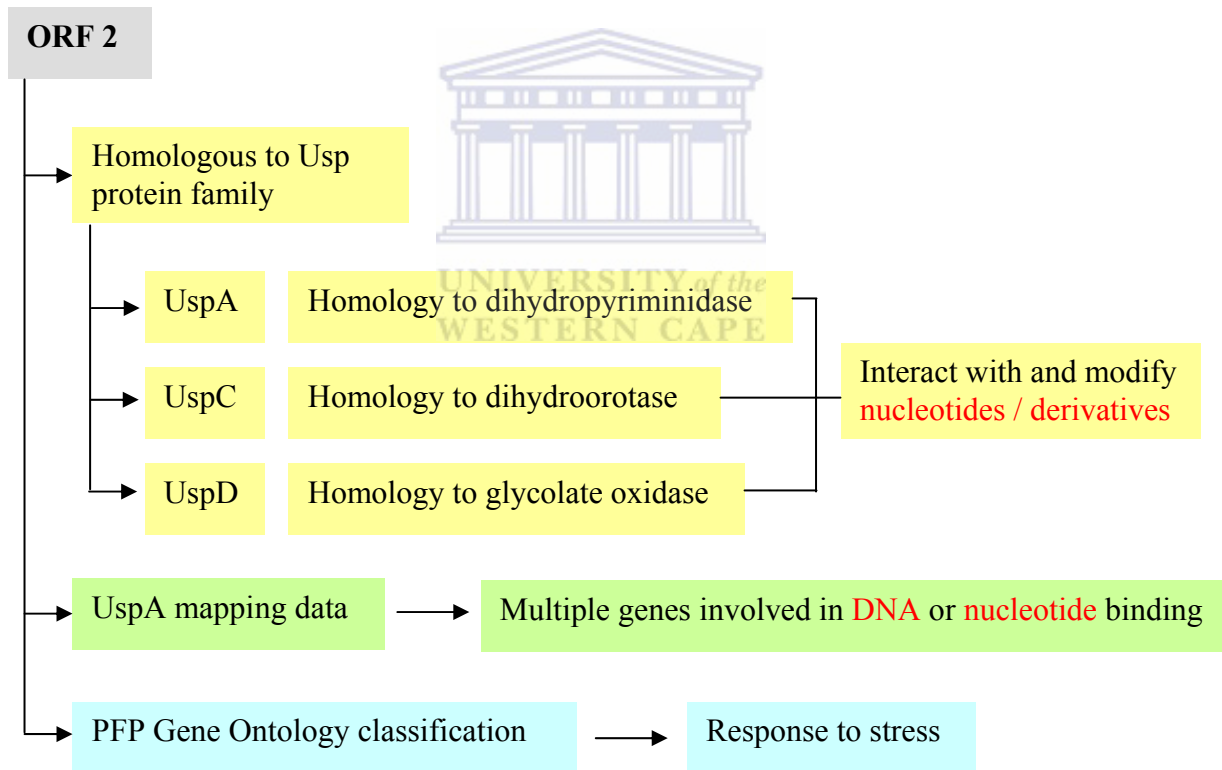 ORF 2
Homologous to Usp
protein family
UNIVERSITY of the
WESTERN CAPE
UspA
Homology to dihydropyriminidase
UspC
Homology to dihydroorotase
UspD
Homology to glycolate oxidase
Interact with and modify
nucleotides / derivatives
UspA mapping data
Multiple genes involved in DNA or nucleotide binding
PFP Gene Ontology classification
Response to stress